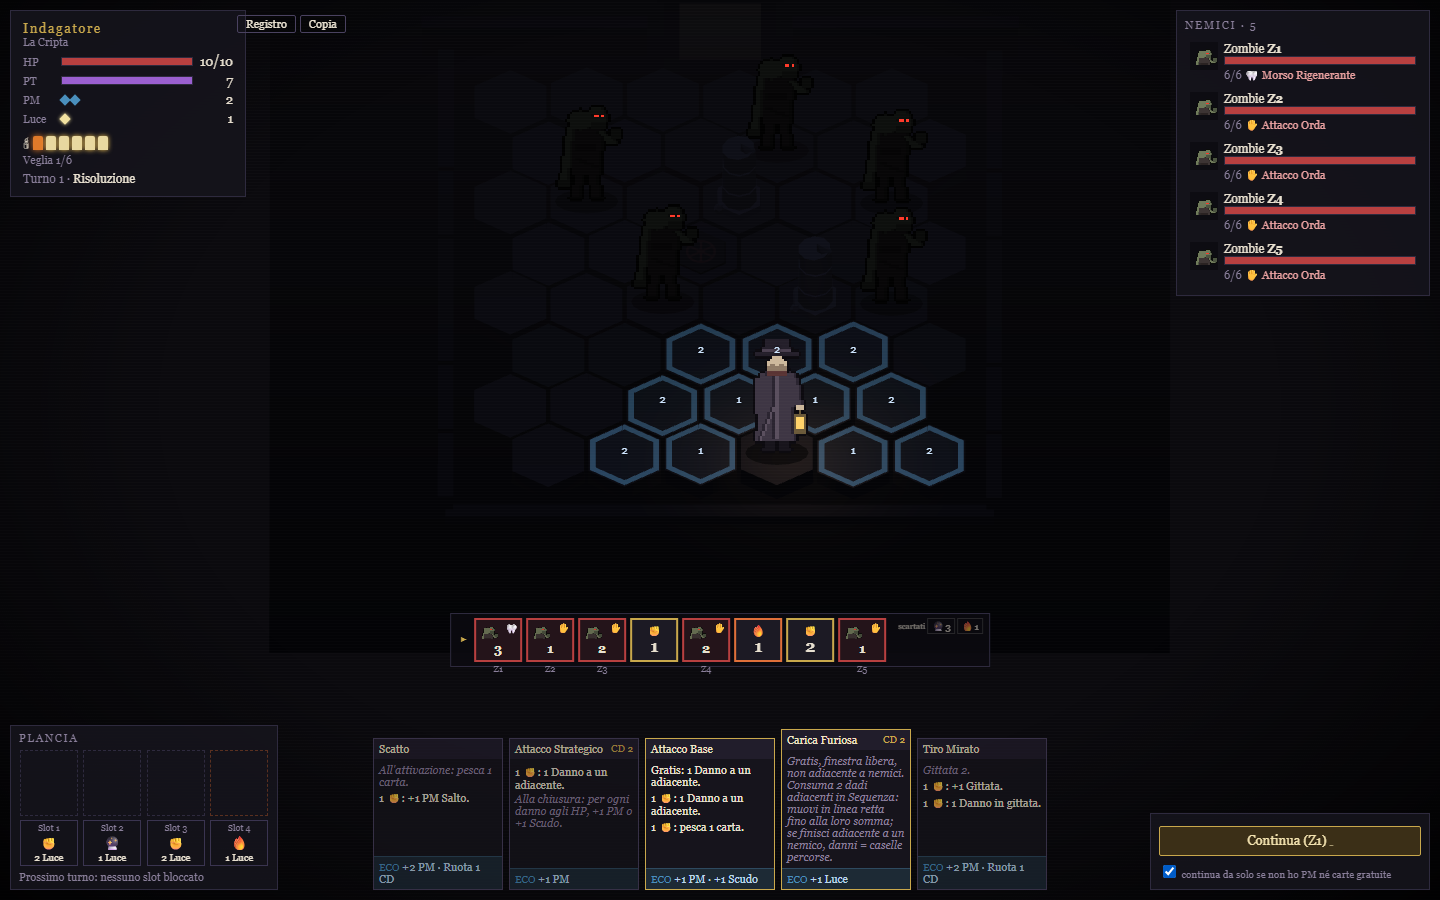 Indagatore
La Cripta
HP 10/10
PT 7
PM 2
Luce 1
Veglia 1/6
Turno 1 · Risoluzione
Registro
Copia
NEMICI · 5
Zombie Z1
6/6 Morso Rigenerante
Zombie Z2
6/6 Attacco Orda
Zombie Z3
6/6 Attacco Orda
Zombie Z4
6/6 Attacco Orda
Zombie Z5
6/6 Attacco Orda
2 2 2
2 1 1 2
2 1 1 2
3 1 2 1 2 1 2 1
scartati 3 1
Z1 Z2 Z3 Z4 Z5
PLANCIA
Slot 1 Slot 2 Slot 3 Slot 4
2 Luce 1 Luce 2 Luce 1 Luce
Prossimo turno: nessuno slot bloccato
Scatto
All'attivazione: pesca 1
carta.
1 : +1 PM Salto.
ECO +2 PM · Ruota 1
CD
Attacco Strategico CD 2
1 : 1 Danno a un
adiacente.
Alla chiusura: per ogni
danno agli HP, +1 PM o
+1 Scudo.
ECO +1 PM
Attacco Base
Gratis: 1 Danno a un
adiacente.
1 : 1 Danno a un
adiacente.
1 : pesca 1 carta.
ECO +1 PM · +1 Scudo
Carica Furiosa CD 2
Gratis, finestra libera,
non adiacente a nemici.
Consuma 2 dadi
adiacenti in Sequenza:
muovi in linea retta
fino alla loro somma;
se finisci adiacente a un
nemico, danni = caselle
percorse.
ECO +1 Luce
Tiro Mirato
Gittata 2.
1 : +1 Gittata.
1 : 1 Danno in gittata.
ECO +2 PM · Ruota 1
CD
Continua (Z1)
continua da solo se non ho PM né carte gratuite